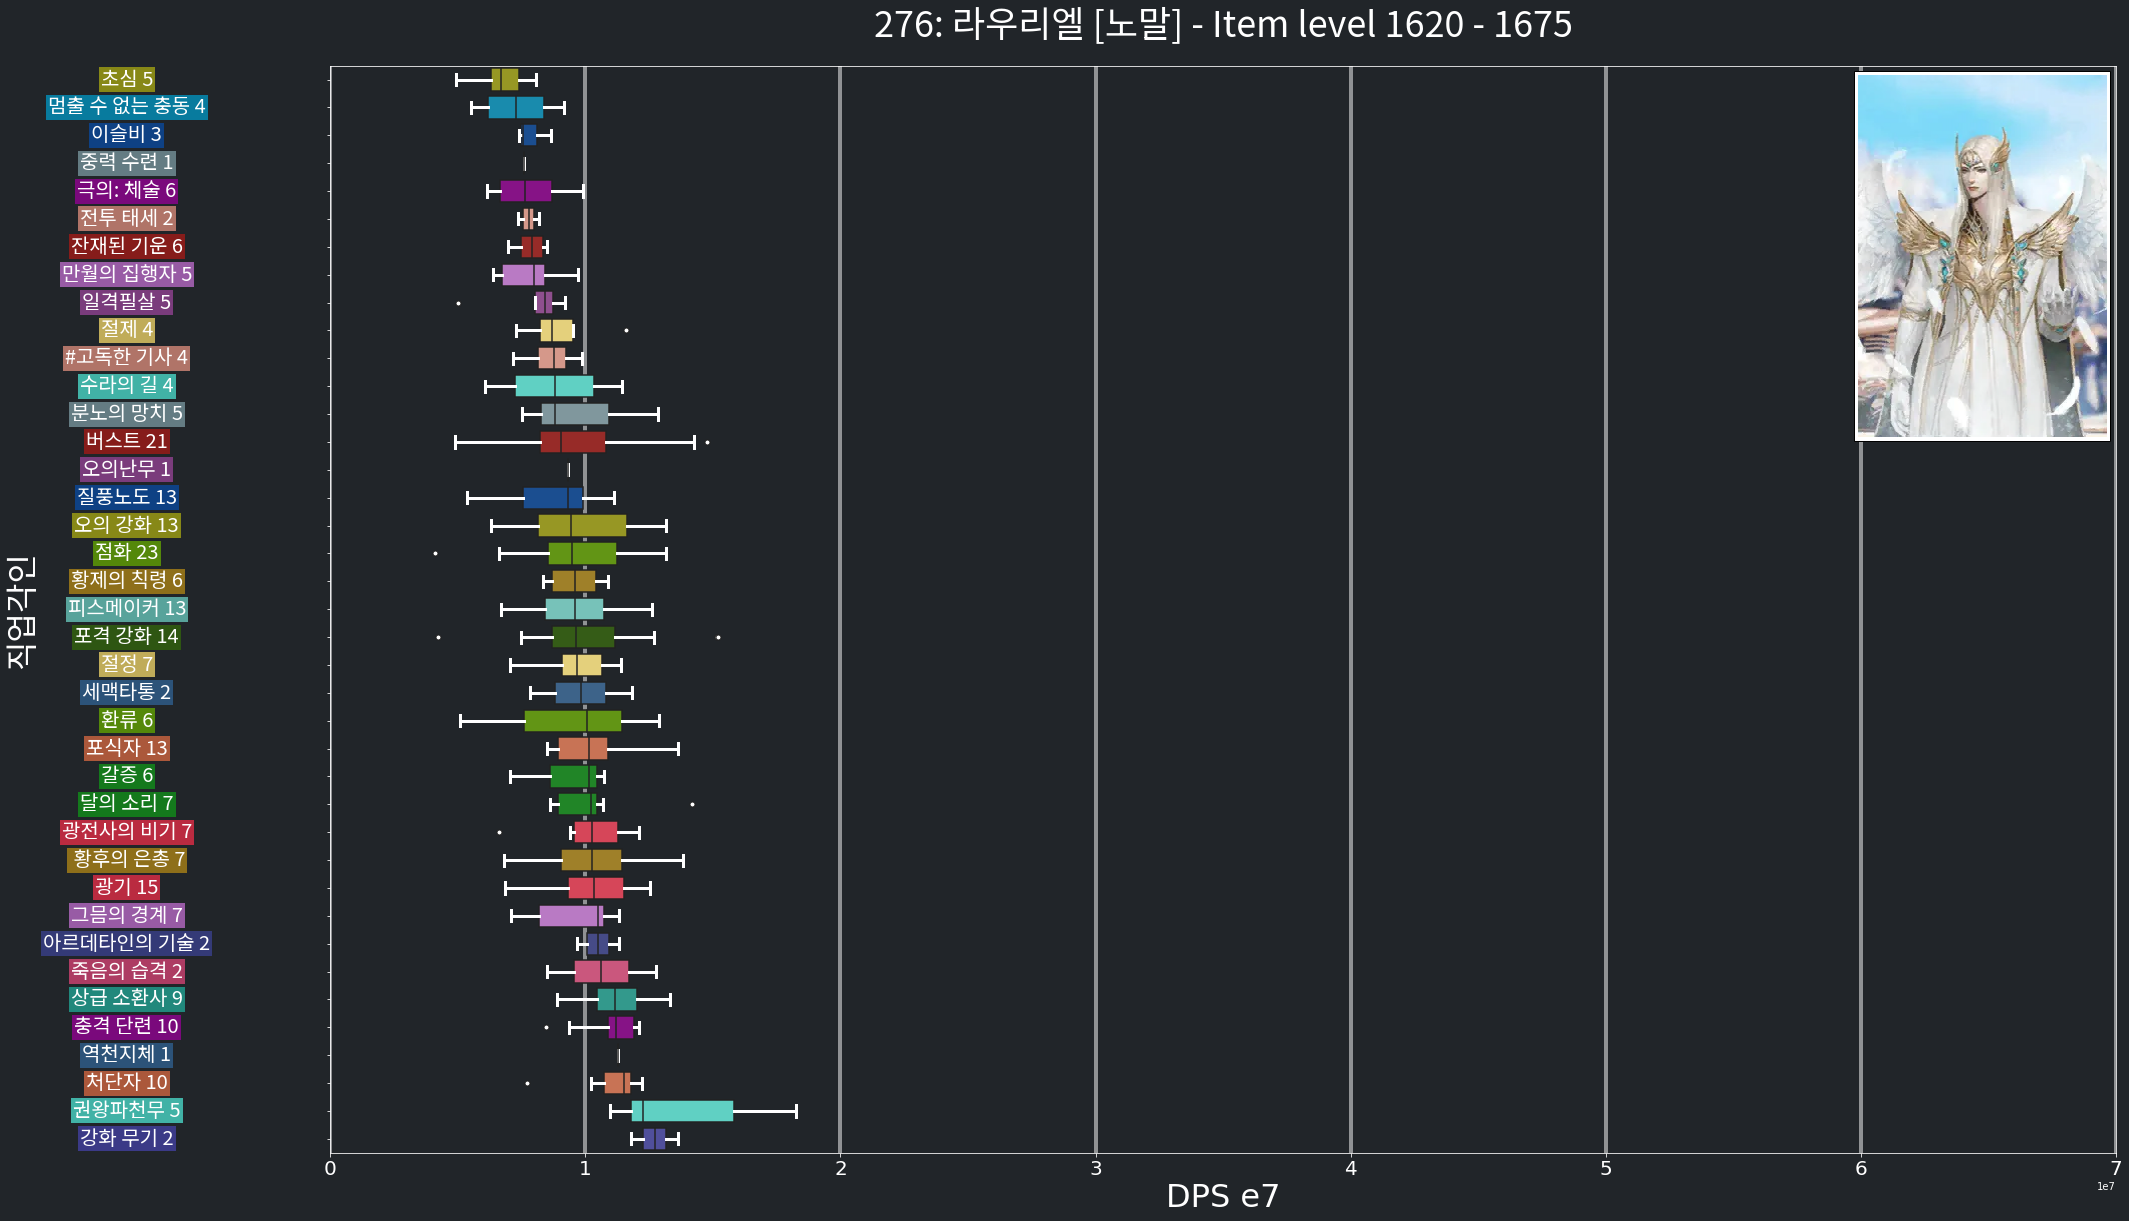 276: 라우리엘 [노말] - Item level 1620 - 1675
초심 5
멈출 수 없는 충동 4
이슬비 3
중력 수련 1
극의: 체술 6
전투 태세 2
잔재된 기운 6
만월의 집행자 5
일격필살 5
절제 4
#고독한 기사 4
수라의 길 4
분노의 망치 5
버스트 21
오의난무 1
질풍노도 13
오의 강화 13
점화 23
황제의 칙령 6
피스메이커 13
포격 강화 14
절정 7
세맥타통 2
환류 6
포식자 13
갈증 6
달의 소리 7
광전사의 비기 7
황후의 은총 7
광기 15
그믐의 경계 7
아르데타인의 기술 2
죽음의 습격 2
상급 소환사 9
충격 단련 10
역천지체 1
처단자 10
권왕파천무 5
강화 무기 2
직업각인
0 1 2 3 4 5 6 7
1e7
DPS e7